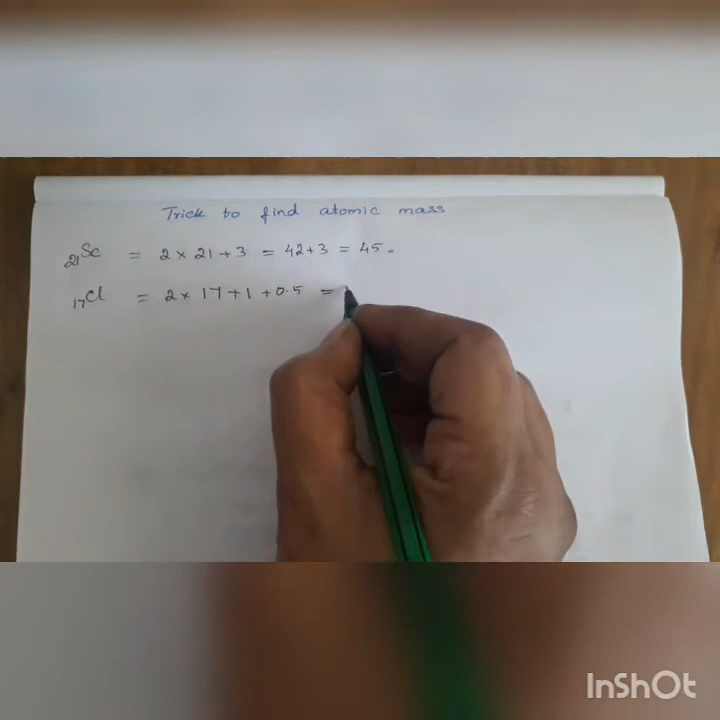 Trick to find atomic mass
21Sc = 2 × 21 + 3 = 42 + 3 = 45.
17Cl = 2 × 17 + 1 + 0.5 =
InShOt